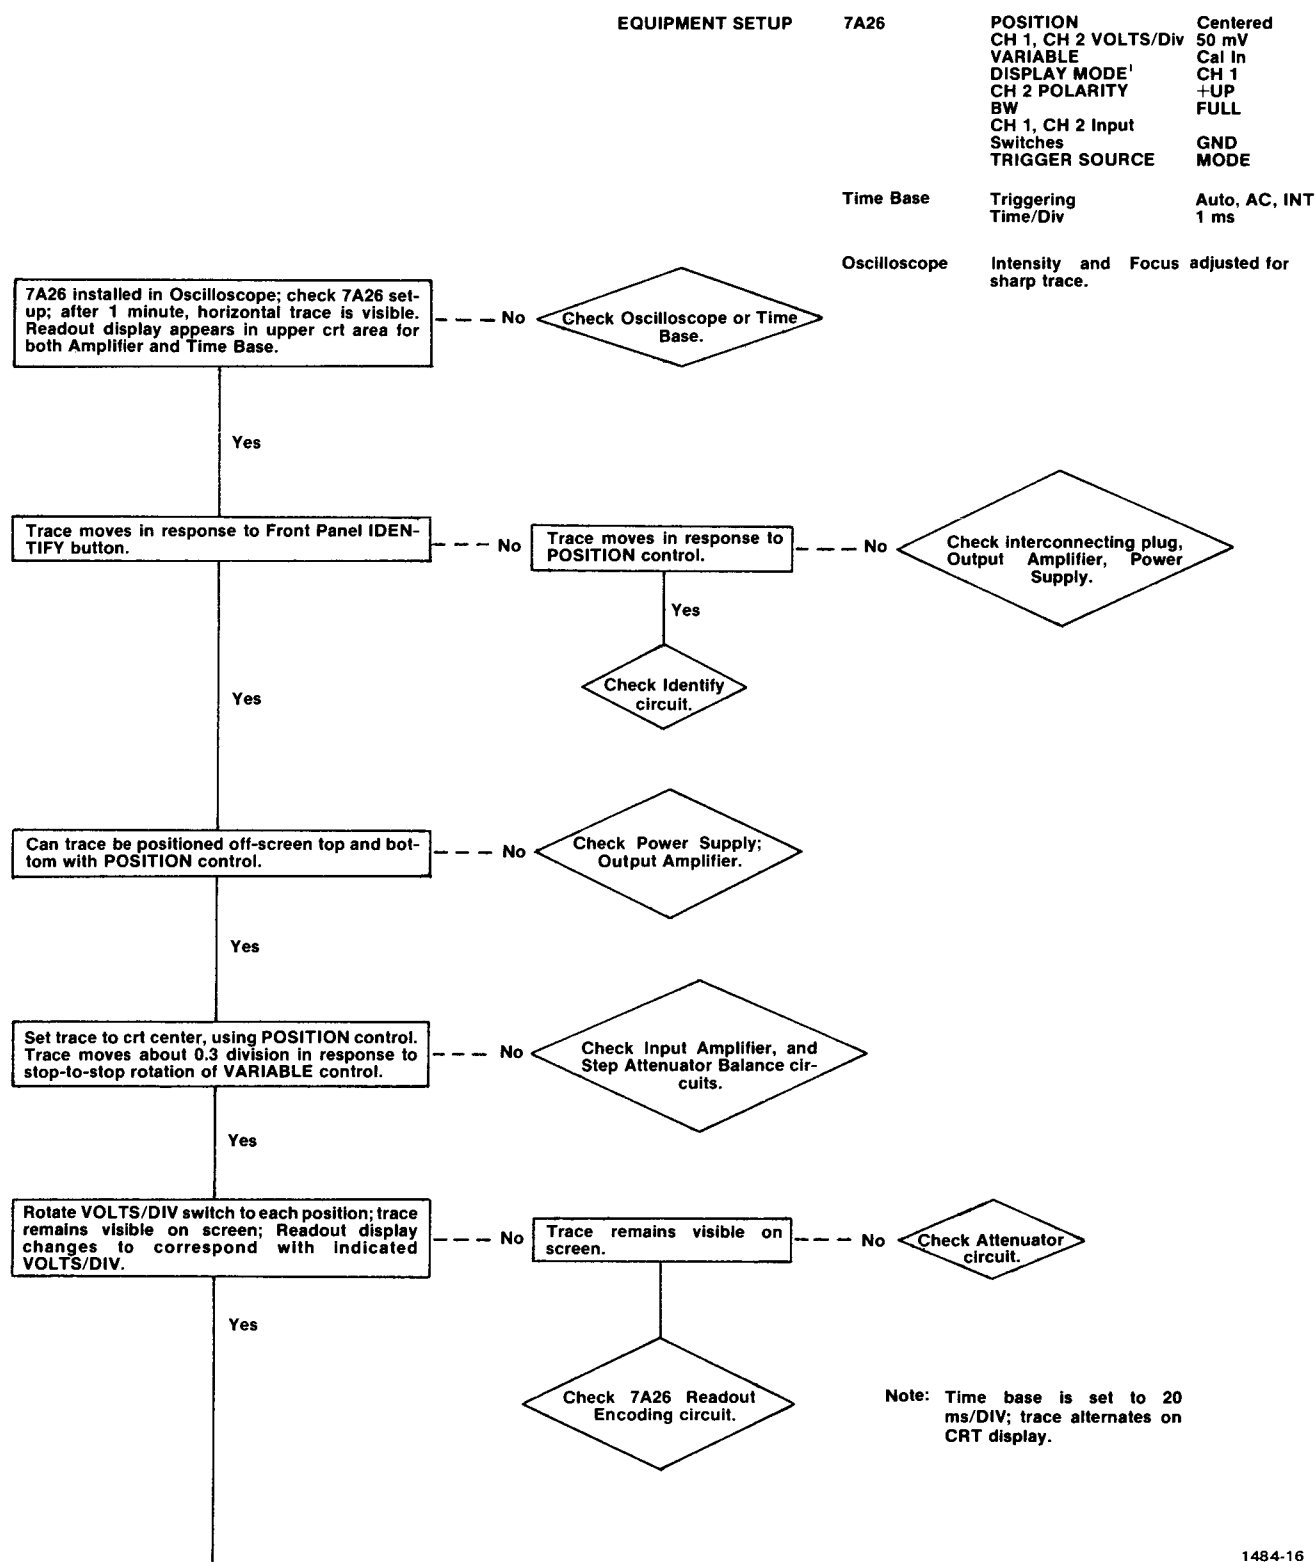 EQUIPMENT SETUP 7A26 POSITION Centered
CH 1, CH 2 VOLTS/Div 50 mV
VARIABLE Cal In
DISPLAY MODE¹ CH 1
CH 2 POLARITY +UP
BW FULL
CH 1, CH 2 Input
Switches GND
TRIGGER SOURCE MODE
Time Base Triggering Auto, AC, INT
Time/Div 1 ms
Oscilloscope Intensity and Focus adjusted for
sharp trace.
7A26 installed in Oscilloscope; check 7A26 set-
up; after 1 minute, horizontal trace is visible.
Readout display appears in upper crt area for
both Amplifier and Time Base.
No
Check Oscilloscope or Time
Base.
Yes
Trace moves in response to Front Panel IDEN-
TIFY button.
No
Trace moves in response to
POSITION control.
No
Check interconnecting plug,
Output Amplifier, Power
Supply.
Yes
Check Identify
circuit.
Yes
Can trace be positioned off-screen top and bot-
tom with POSITION control.
No
Check Power Supply;
Output Amplifier.
Yes
Set trace to crt center, using POSITION control.
Trace moves about 0.3 division in response to
stop-to-stop rotation of VARIABLE control.
No
Check Input Amplifier, and
Step Attenuator Balance cir-
cuits.
Yes
Rotate VOLTS/DIV switch to each position; trace
remains visible on screen; Readout display
changes to correspond with indicated
VOLTS/DIV.
No
Trace remains visible on
screen.
No
Check Attenuator
circuit.
Yes
Check 7A26 Readout
Encoding circuit.
Note: Time base is set to 20
ms/DIV; trace alternates on
CRT display.
1484-16